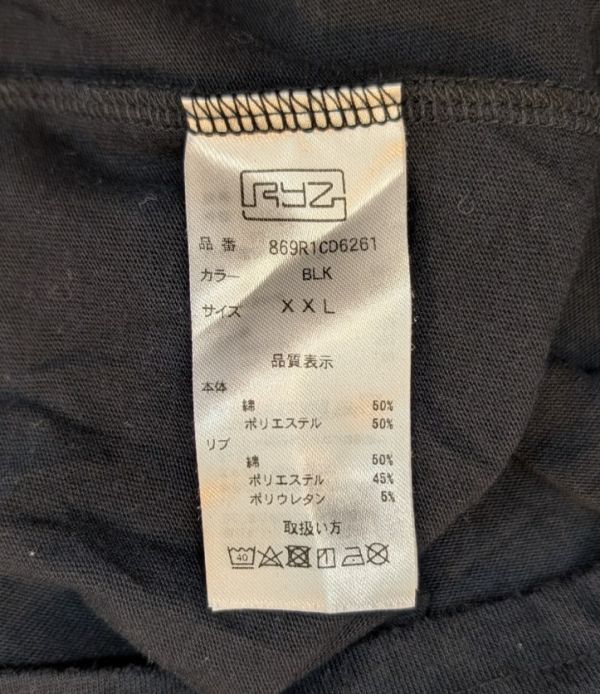 RYZ
品番 869R1CD6261
カラー BLK
サイズ XXL
品質表示
本体
綿 50%
ポリエステル 50%
リブ
綿 50%
ポリエステル 45%
ポリウレタン 5%
取扱い方
40